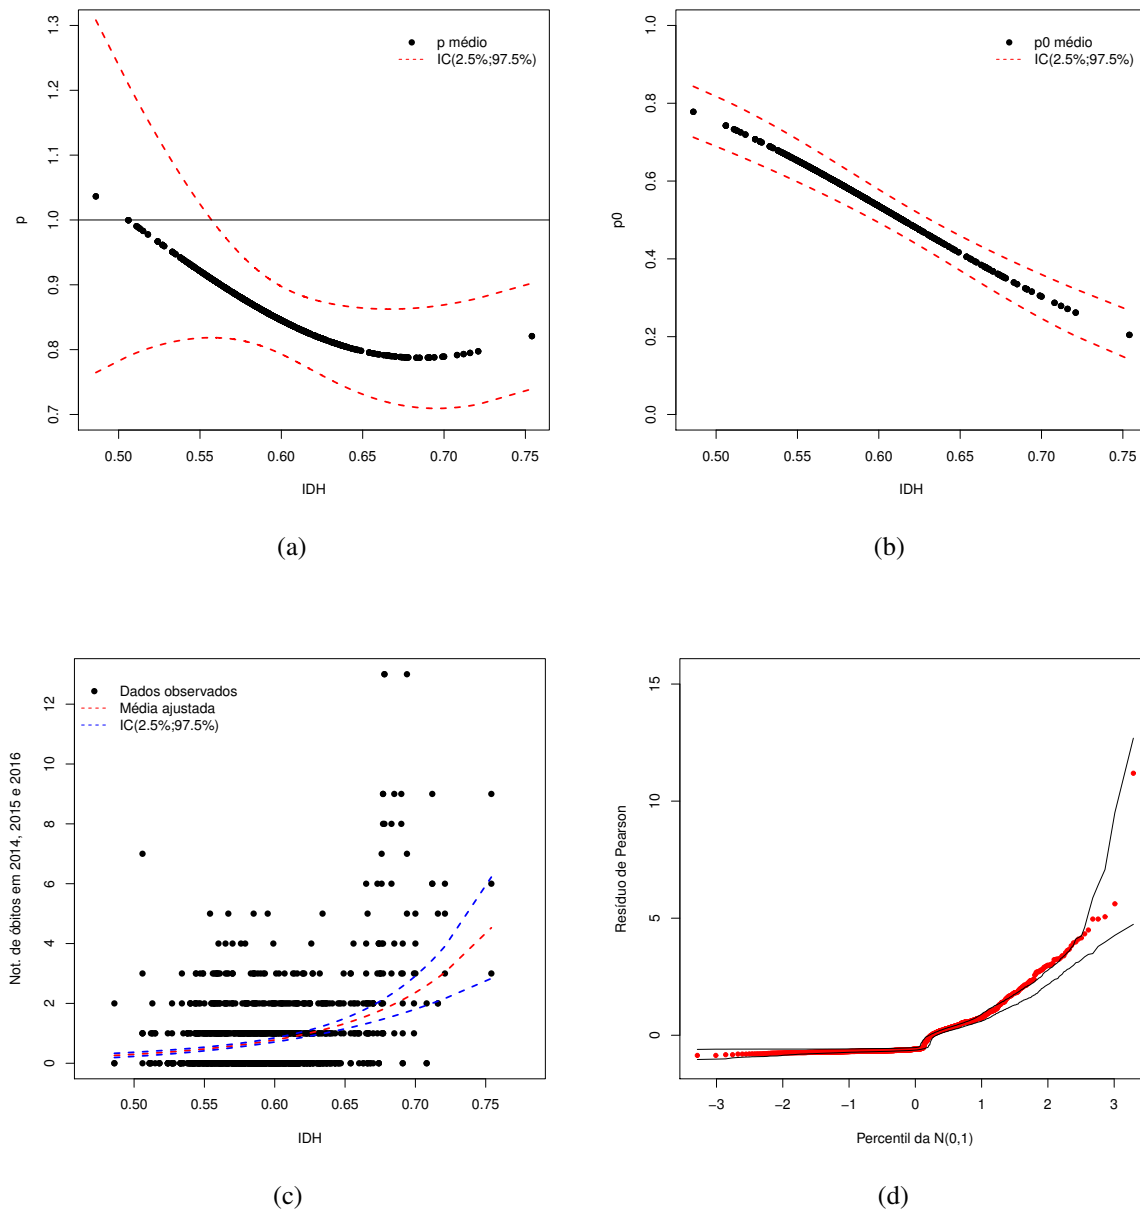 p médio
IC(2.5%;97.5%)
p
0.7 0.8 0.9 1.0 1.1 1.2 1.3
0.50 0.55 0.60 0.65 0.70 0.75
IDH
(a)
p0 médio
IC(2.5%;97.5%)
p0
0.0 0.2 0.4 0.6 0.8 1.0
0.50 0.55 0.60 0.65 0.70 0.75
IDH
(b)
Dados observados
Média ajustada
IC(2.5%;97.5%)
Not. de óbitos em 2014, 2015 e 2016
0 2 4 6 8 10 12
0.50 0.55 0.60 0.65 0.70 0.75
IDH
(c)
Resíduo de Pearson
0 5 10 15
−3 −2 −1 0 1 2 3
Percentil da N(0,1)
(d)